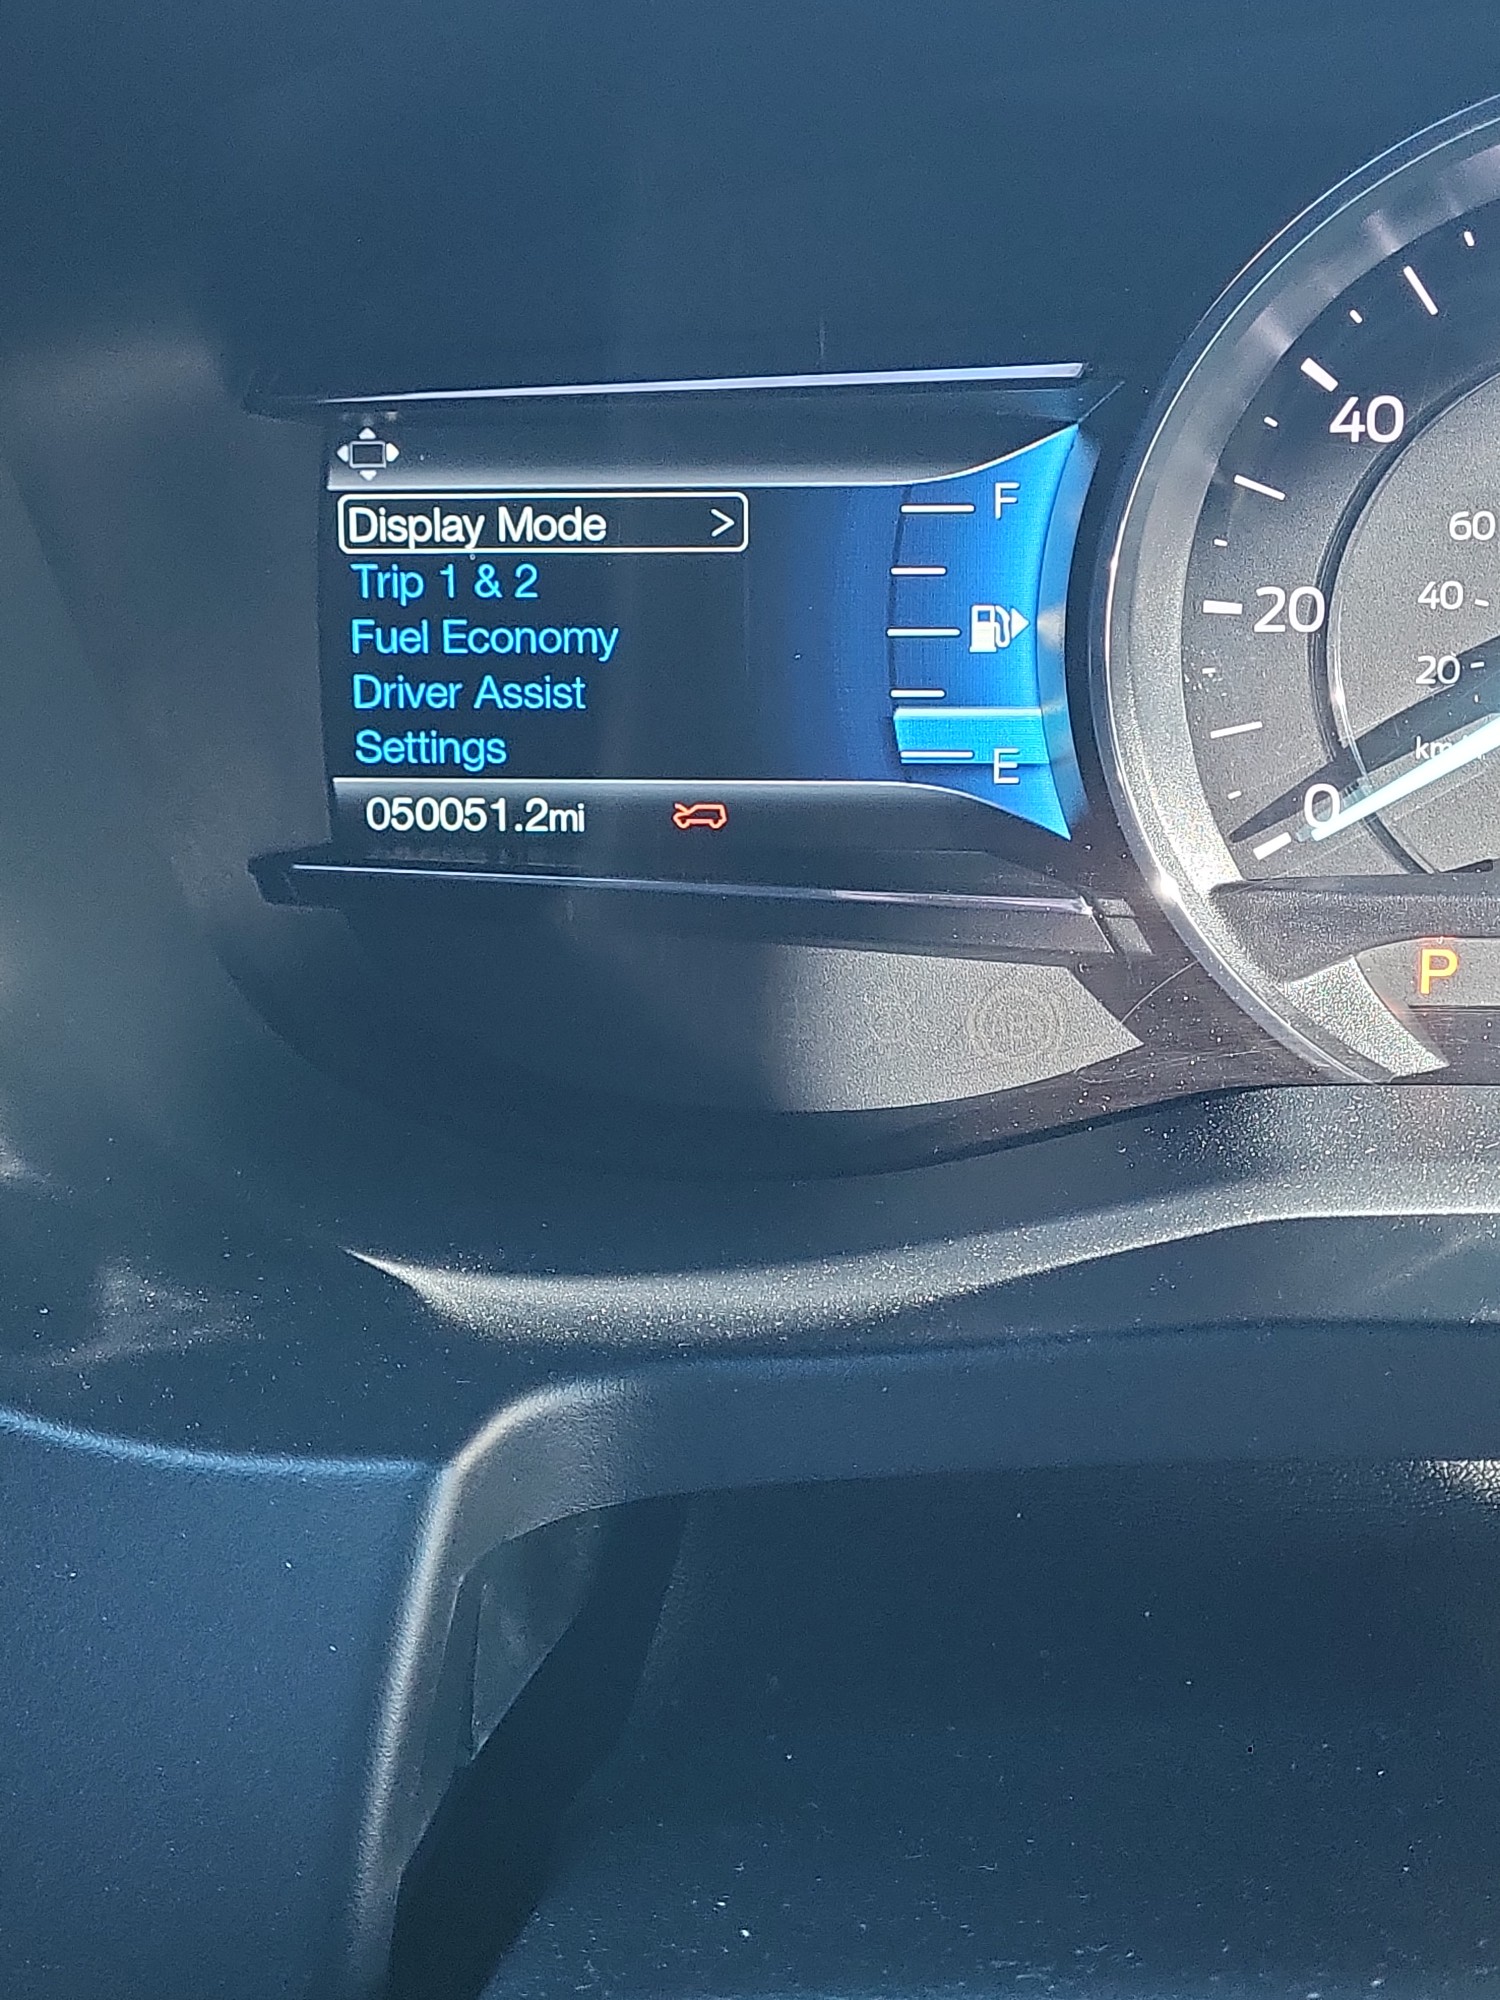 Display Mode >
Trip 1 & 2
Fuel Economy
Driver Assist
Settings
050051.2mi
F
E
40
20
0
60
40
20
P